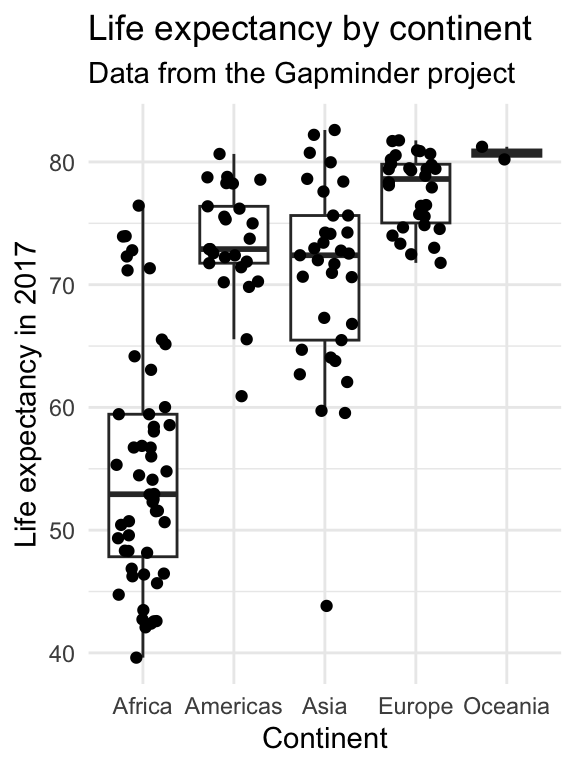 Life expectancy by continent
Data from the Gapminder project
Life expectancy in 2017
80
70
60
50
40
Africa Americas Asia Europe Oceania
Continent